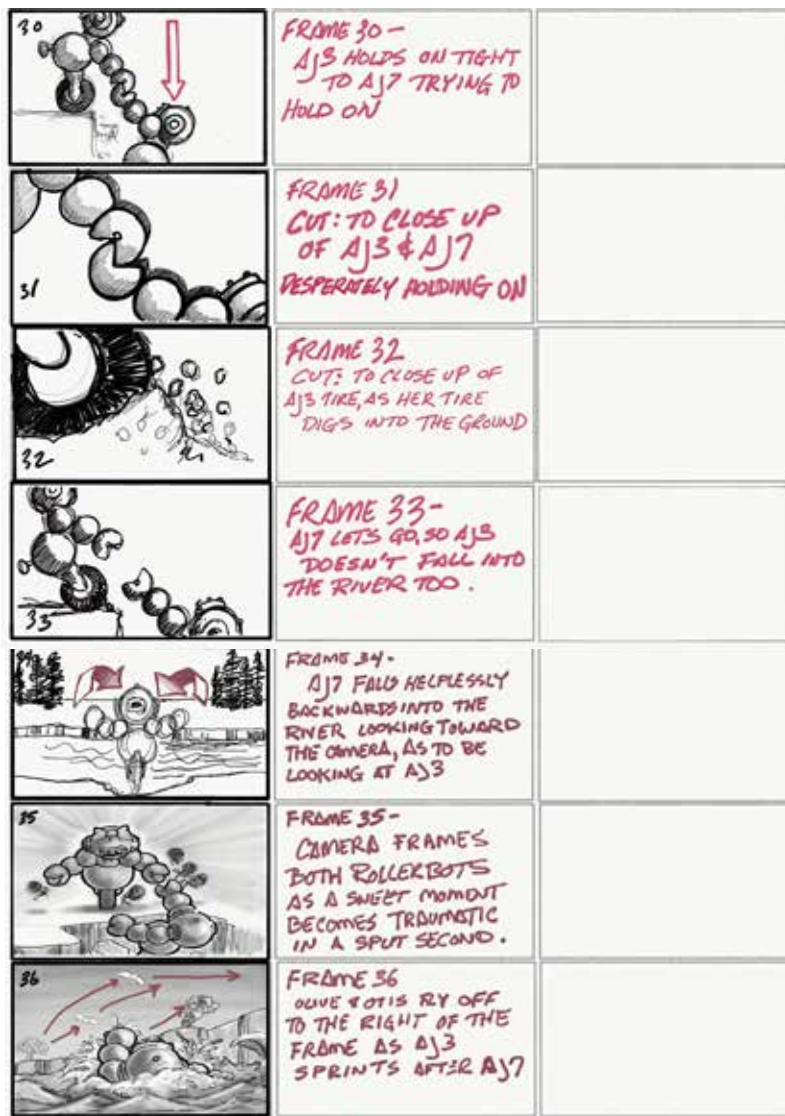 30
FRAME 30-
AJ3 HOLDS ON TIGHT
TO AJ7 TRYING TO
HOLD ON
31
FRAME 31
CUT: TO CLOSE UP
OF AJ3 & AJ7
DESPERATELY HOLDING ON
32
FRAME 32
CUT: TO CLOSE UP OF
AJ3 TIRE, AS HER TIRE
DIGS INTO THE GROUND
33
FRAME 33-
AJ7 LETS GO, SO AJ3
DOESN'T FALL INTO
THE RIVER TOO.
34
FRAME 34-
AJ7 FALLS HELPLESSLY
BACKWARDS INTO THE
RIVER LOOKING TOWARD
THE CAMERA, AS TO BE
LOOKING AT AJ3
35
FRAME 35-
CAMERA FRAMES
BOTH ROLLERBOTS
AS A SWEET MOMENT
BECOMES TRAUMATIC
IN A SPLIT SECOND.
36
FRAME 36
OLIVE & OTIS FLY OFF
TO THE RIGHT OF THE
FRAME AS AJ3
SPRINTS AFTER AJ7